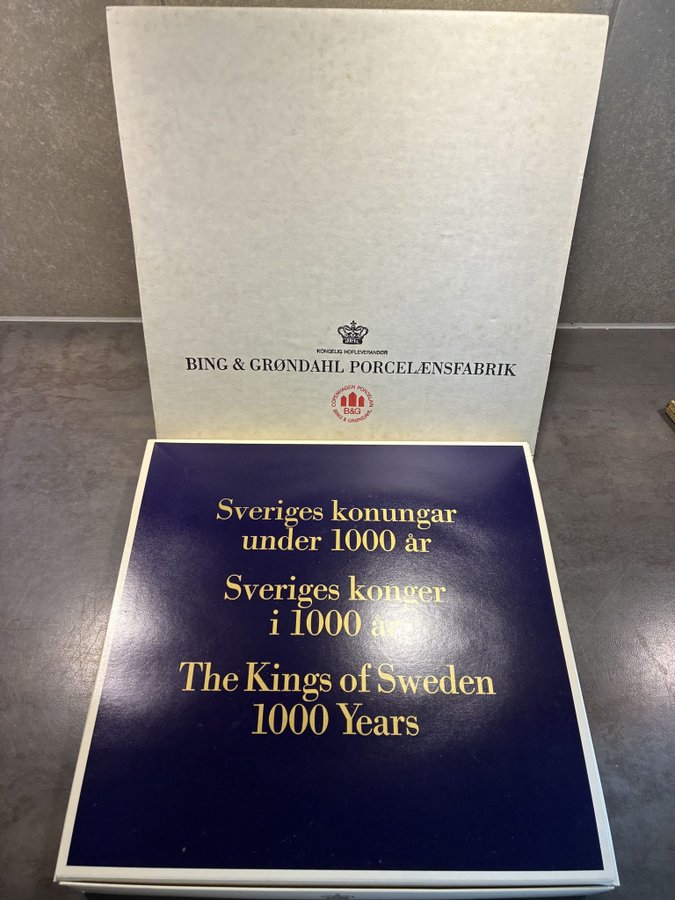 KONGELIG HOFLEVERANDØR
BING & GRØNDAHL PORCELÆNSFABRIK
COPENHAGEN PORCELAIN
B&G
BING & GRØNDAHL
Sveriges konungar
under 1000 år
Sveriges konger
i 1000 år
The Kings of Sweden
1000 Years